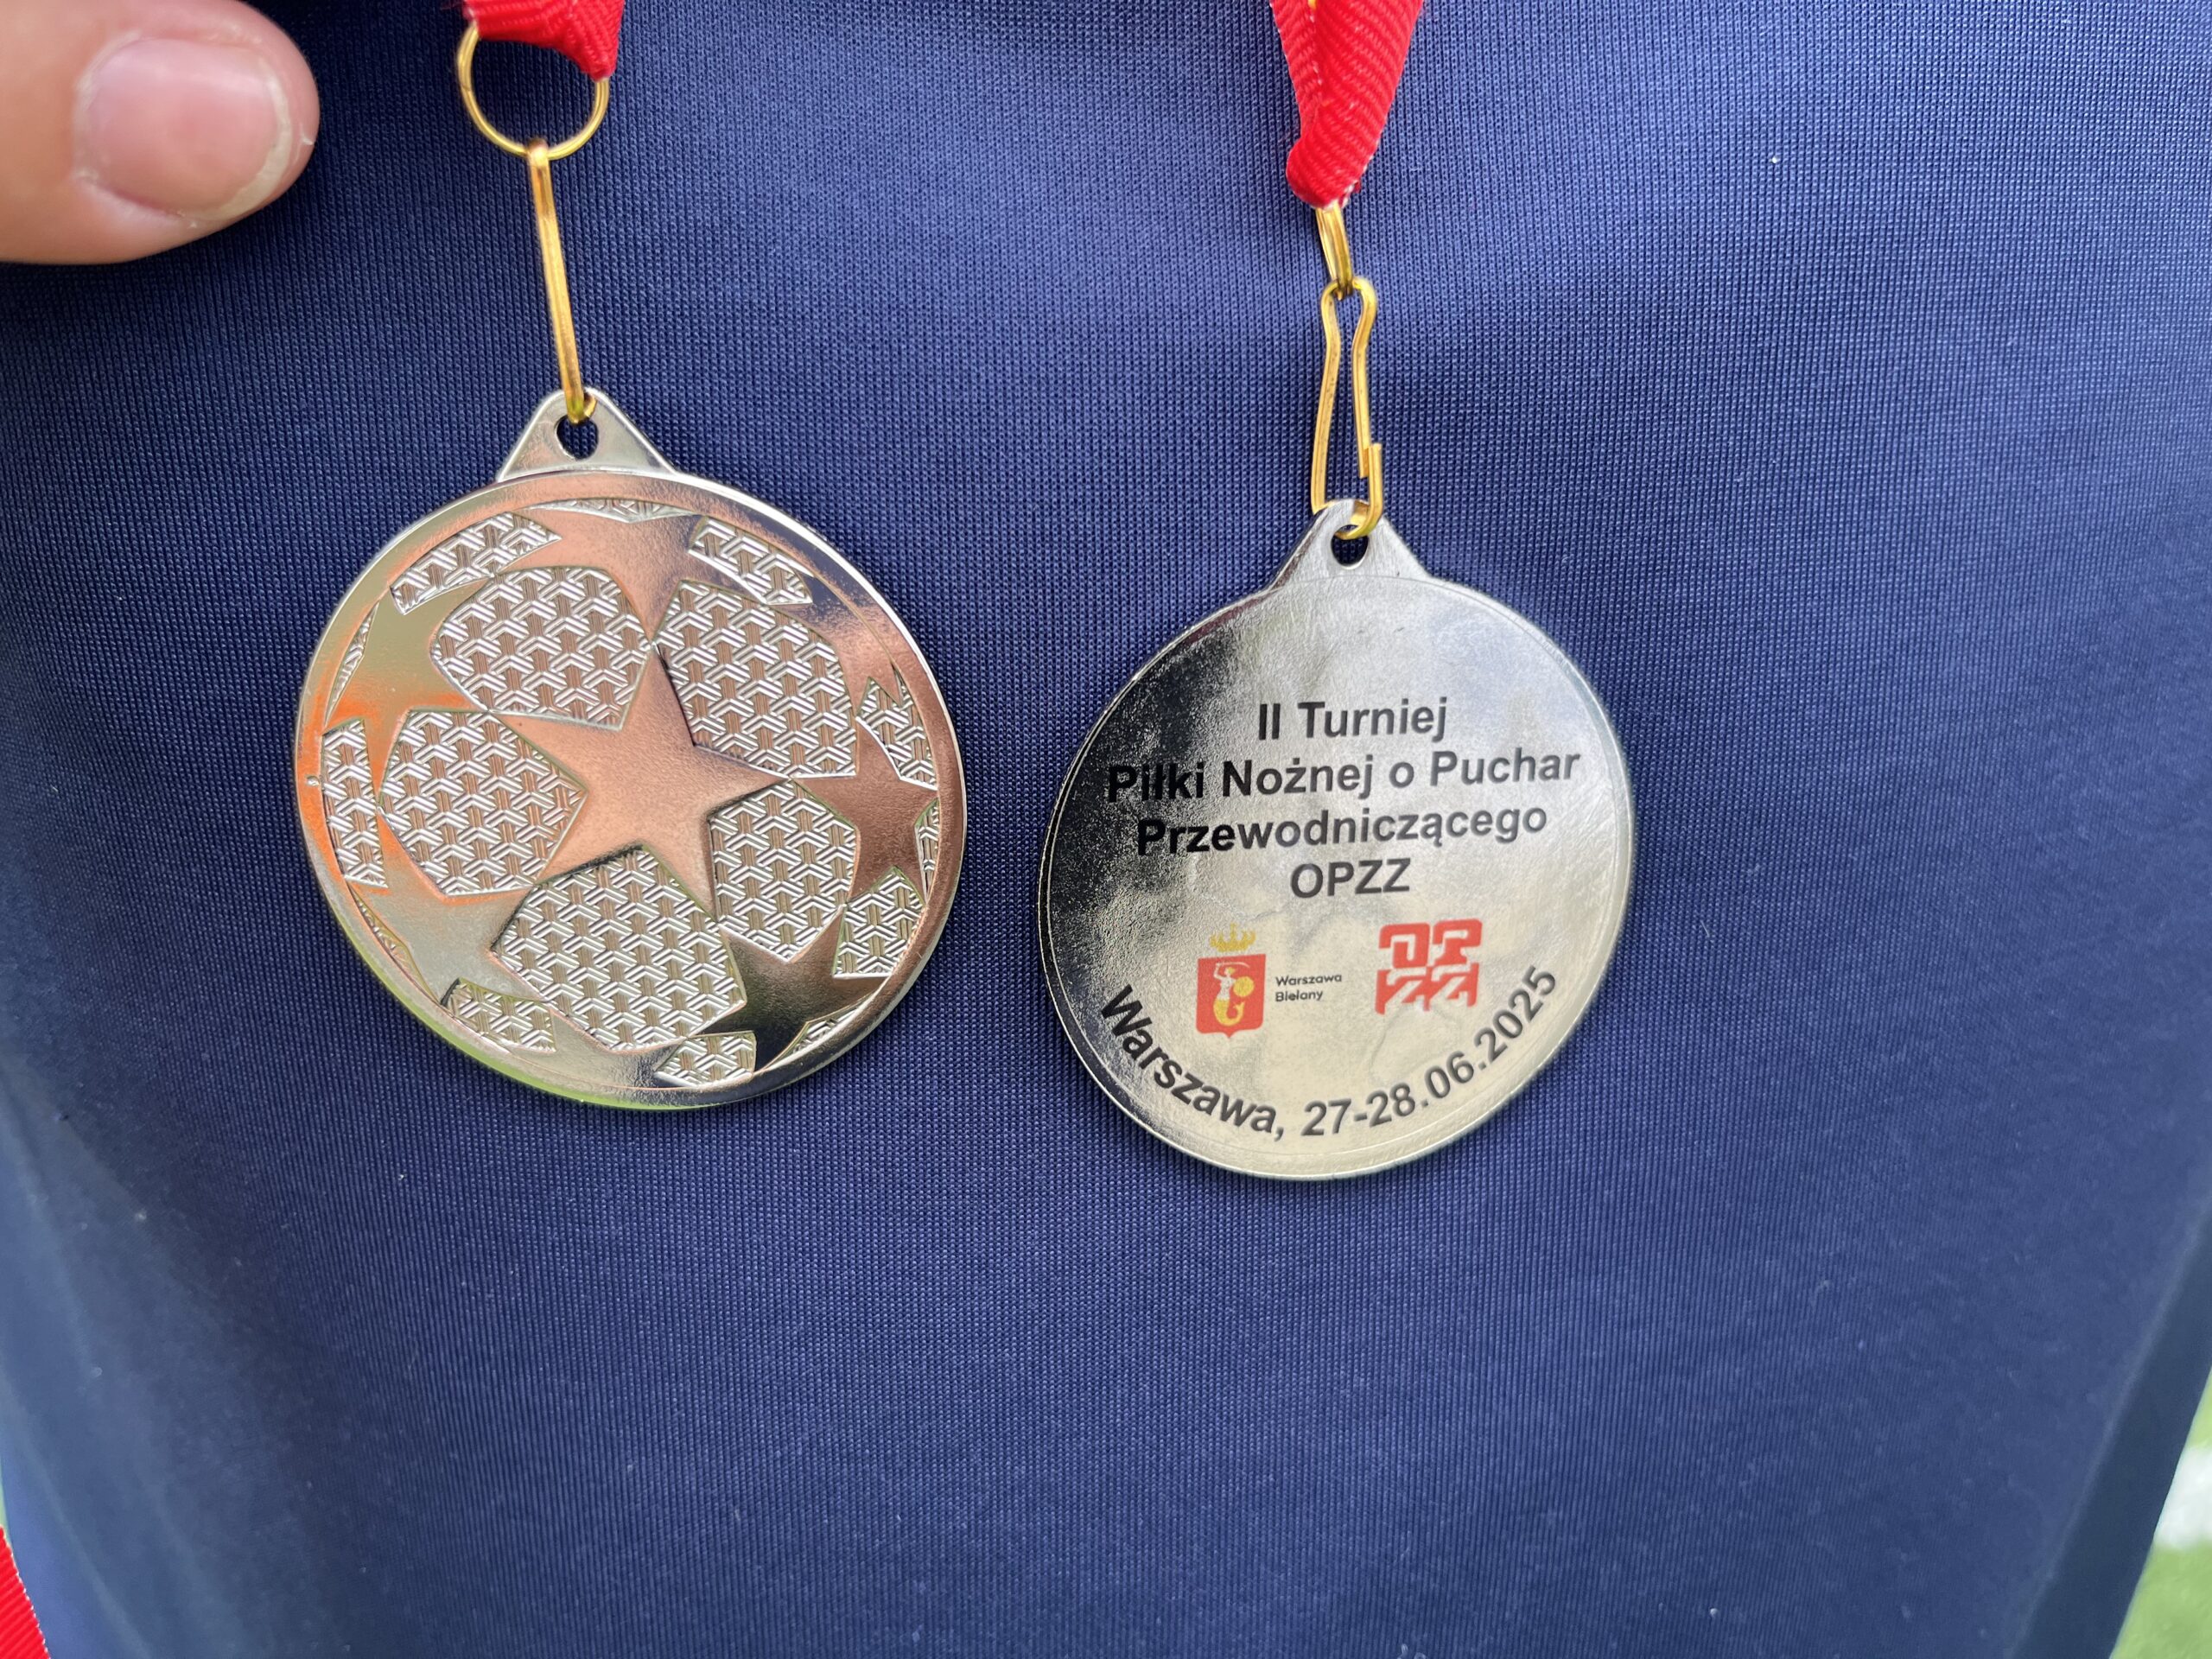 II Turniej
Piłki Nożnej o Puchar
Przewodniczącego
OPZZ
Warszawa
Bielany
OPZZ
Warszawa, 27-28.06.2025